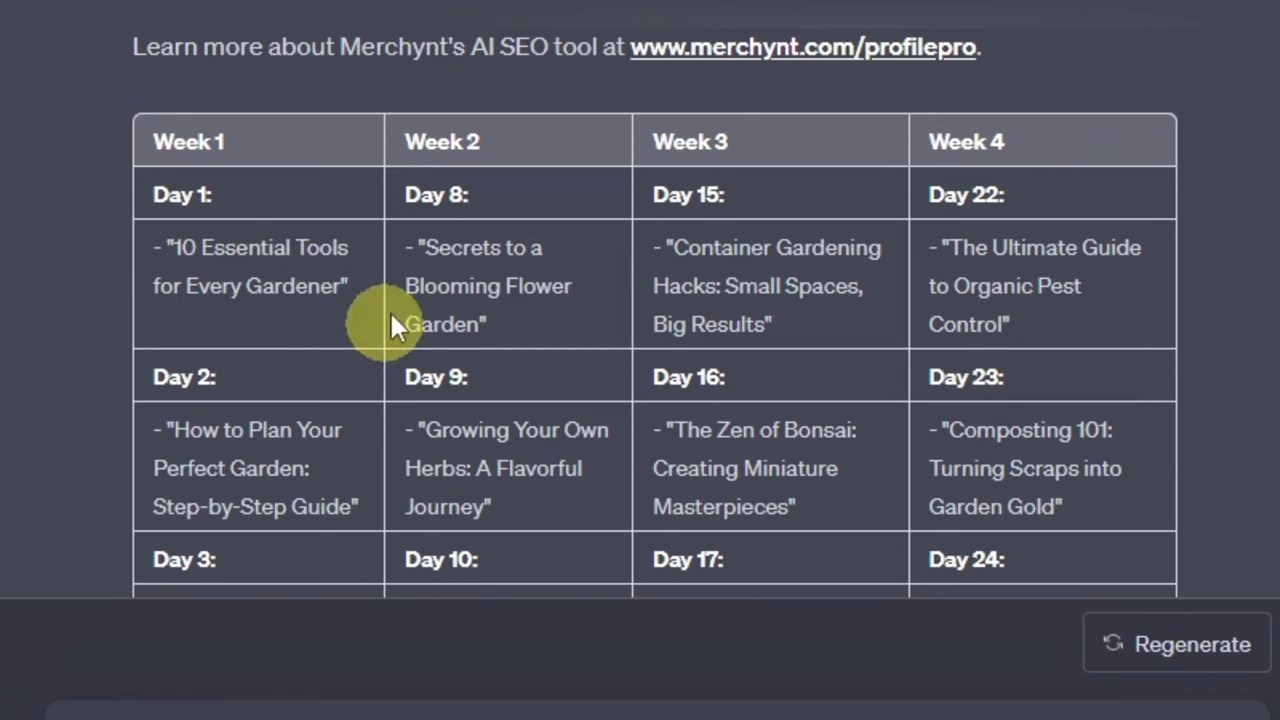 Learn more about Merchynt's AI SEO tool at www.merchynt.com/profilepro.
Week 1 Week 2 Week 3 Week 4
Day 1: Day 8: Day 15: Day 22:
- "10 Essential Tools - "Secrets to a - "Container Gardening - "The Ultimate Guide
for Every Gardener" Blooming Flower Hacks: Small Spaces, to Organic Pest
Garden" Big Results" Control"
Day 2: Day 9: Day 16: Day 23:
- "How to Plan Your - "Growing Your Own - "The Zen of Bonsai: - "Composting 101:
Perfect Garden: Herbs: A Flavorful Creating Miniature Turning Scraps into
Step-by-Step Guide" Journey" Masterpieces" Garden Gold"
Day 3: Day 10: Day 17: Day 24:
Regenerate